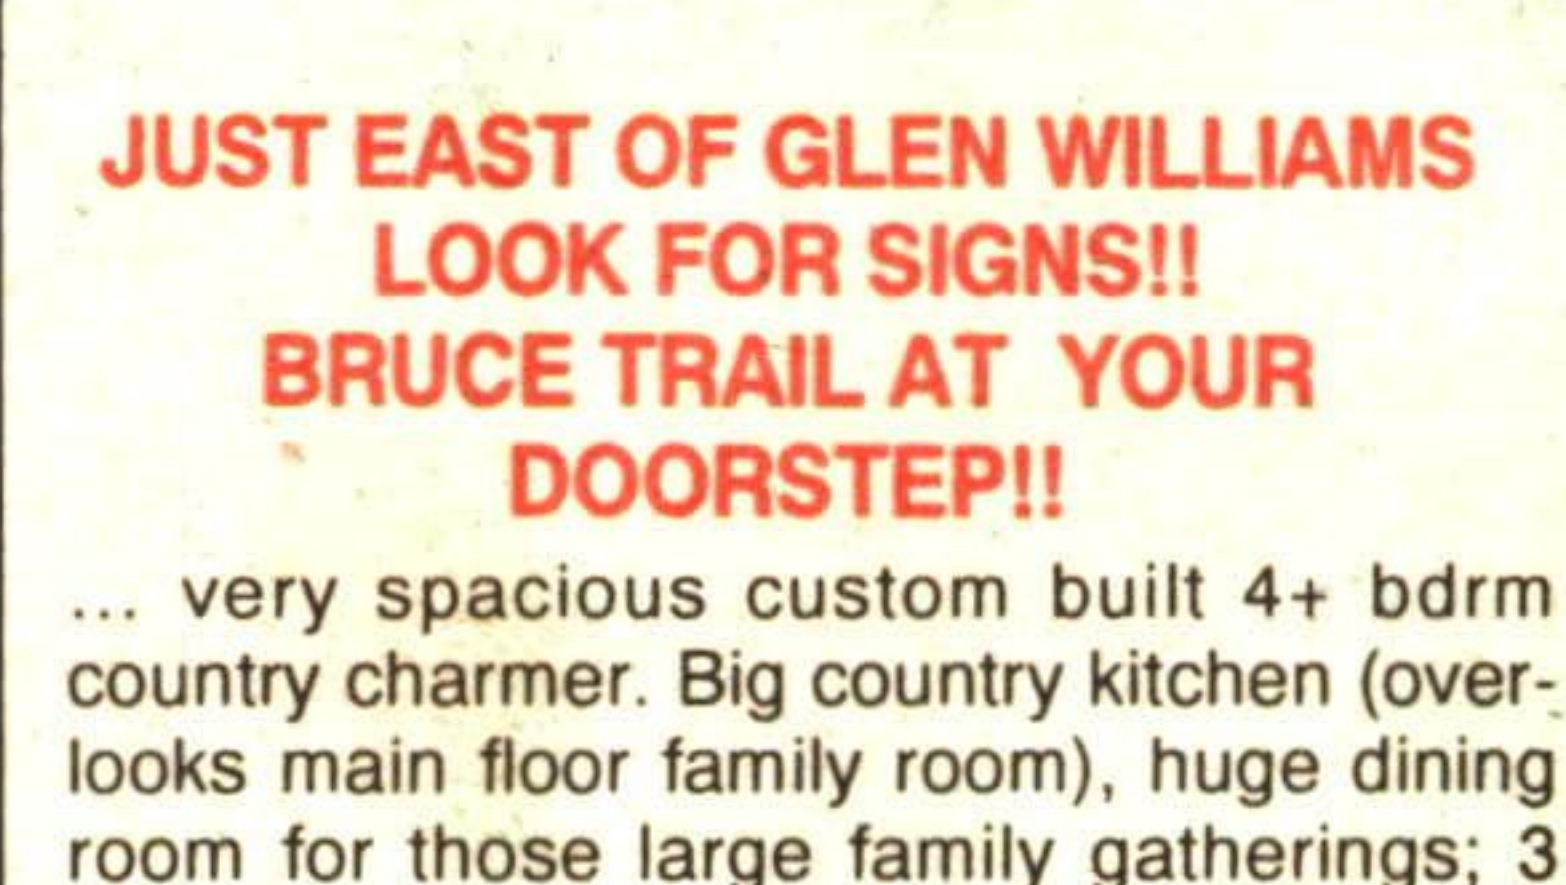 JUST EAST OF GLEN WILLIAMS
LOOK FOR SIGNS!!
BRUCE TRAIL AT YOUR
DOORSTEP!!
... very spacious custom built 4+ bdrm
country charmer. Big country kitchen (over-
looks main floor family room), huge dining
room for those large family gatherings; 3